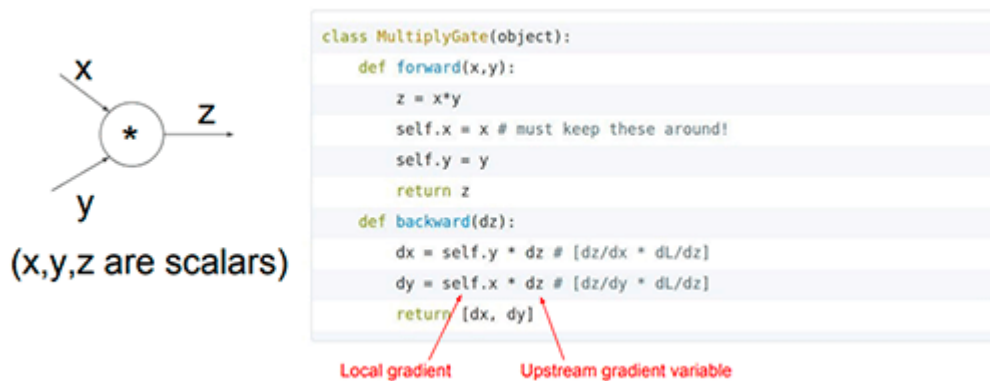 x
*
z
y
(x,y,z are scalars)
class MultiplyGate(object):
def forward(x,y):
z = x*y
self.x = x # must keep these around!
self.y = y
return z
def backward(dz):
dx = self.y * dz # [dz/dx * dL/dz]
dy = self.x * dz # [dz/dy * dL/dz]
return [dx, dy]
Local gradient
Upstream gradient variable